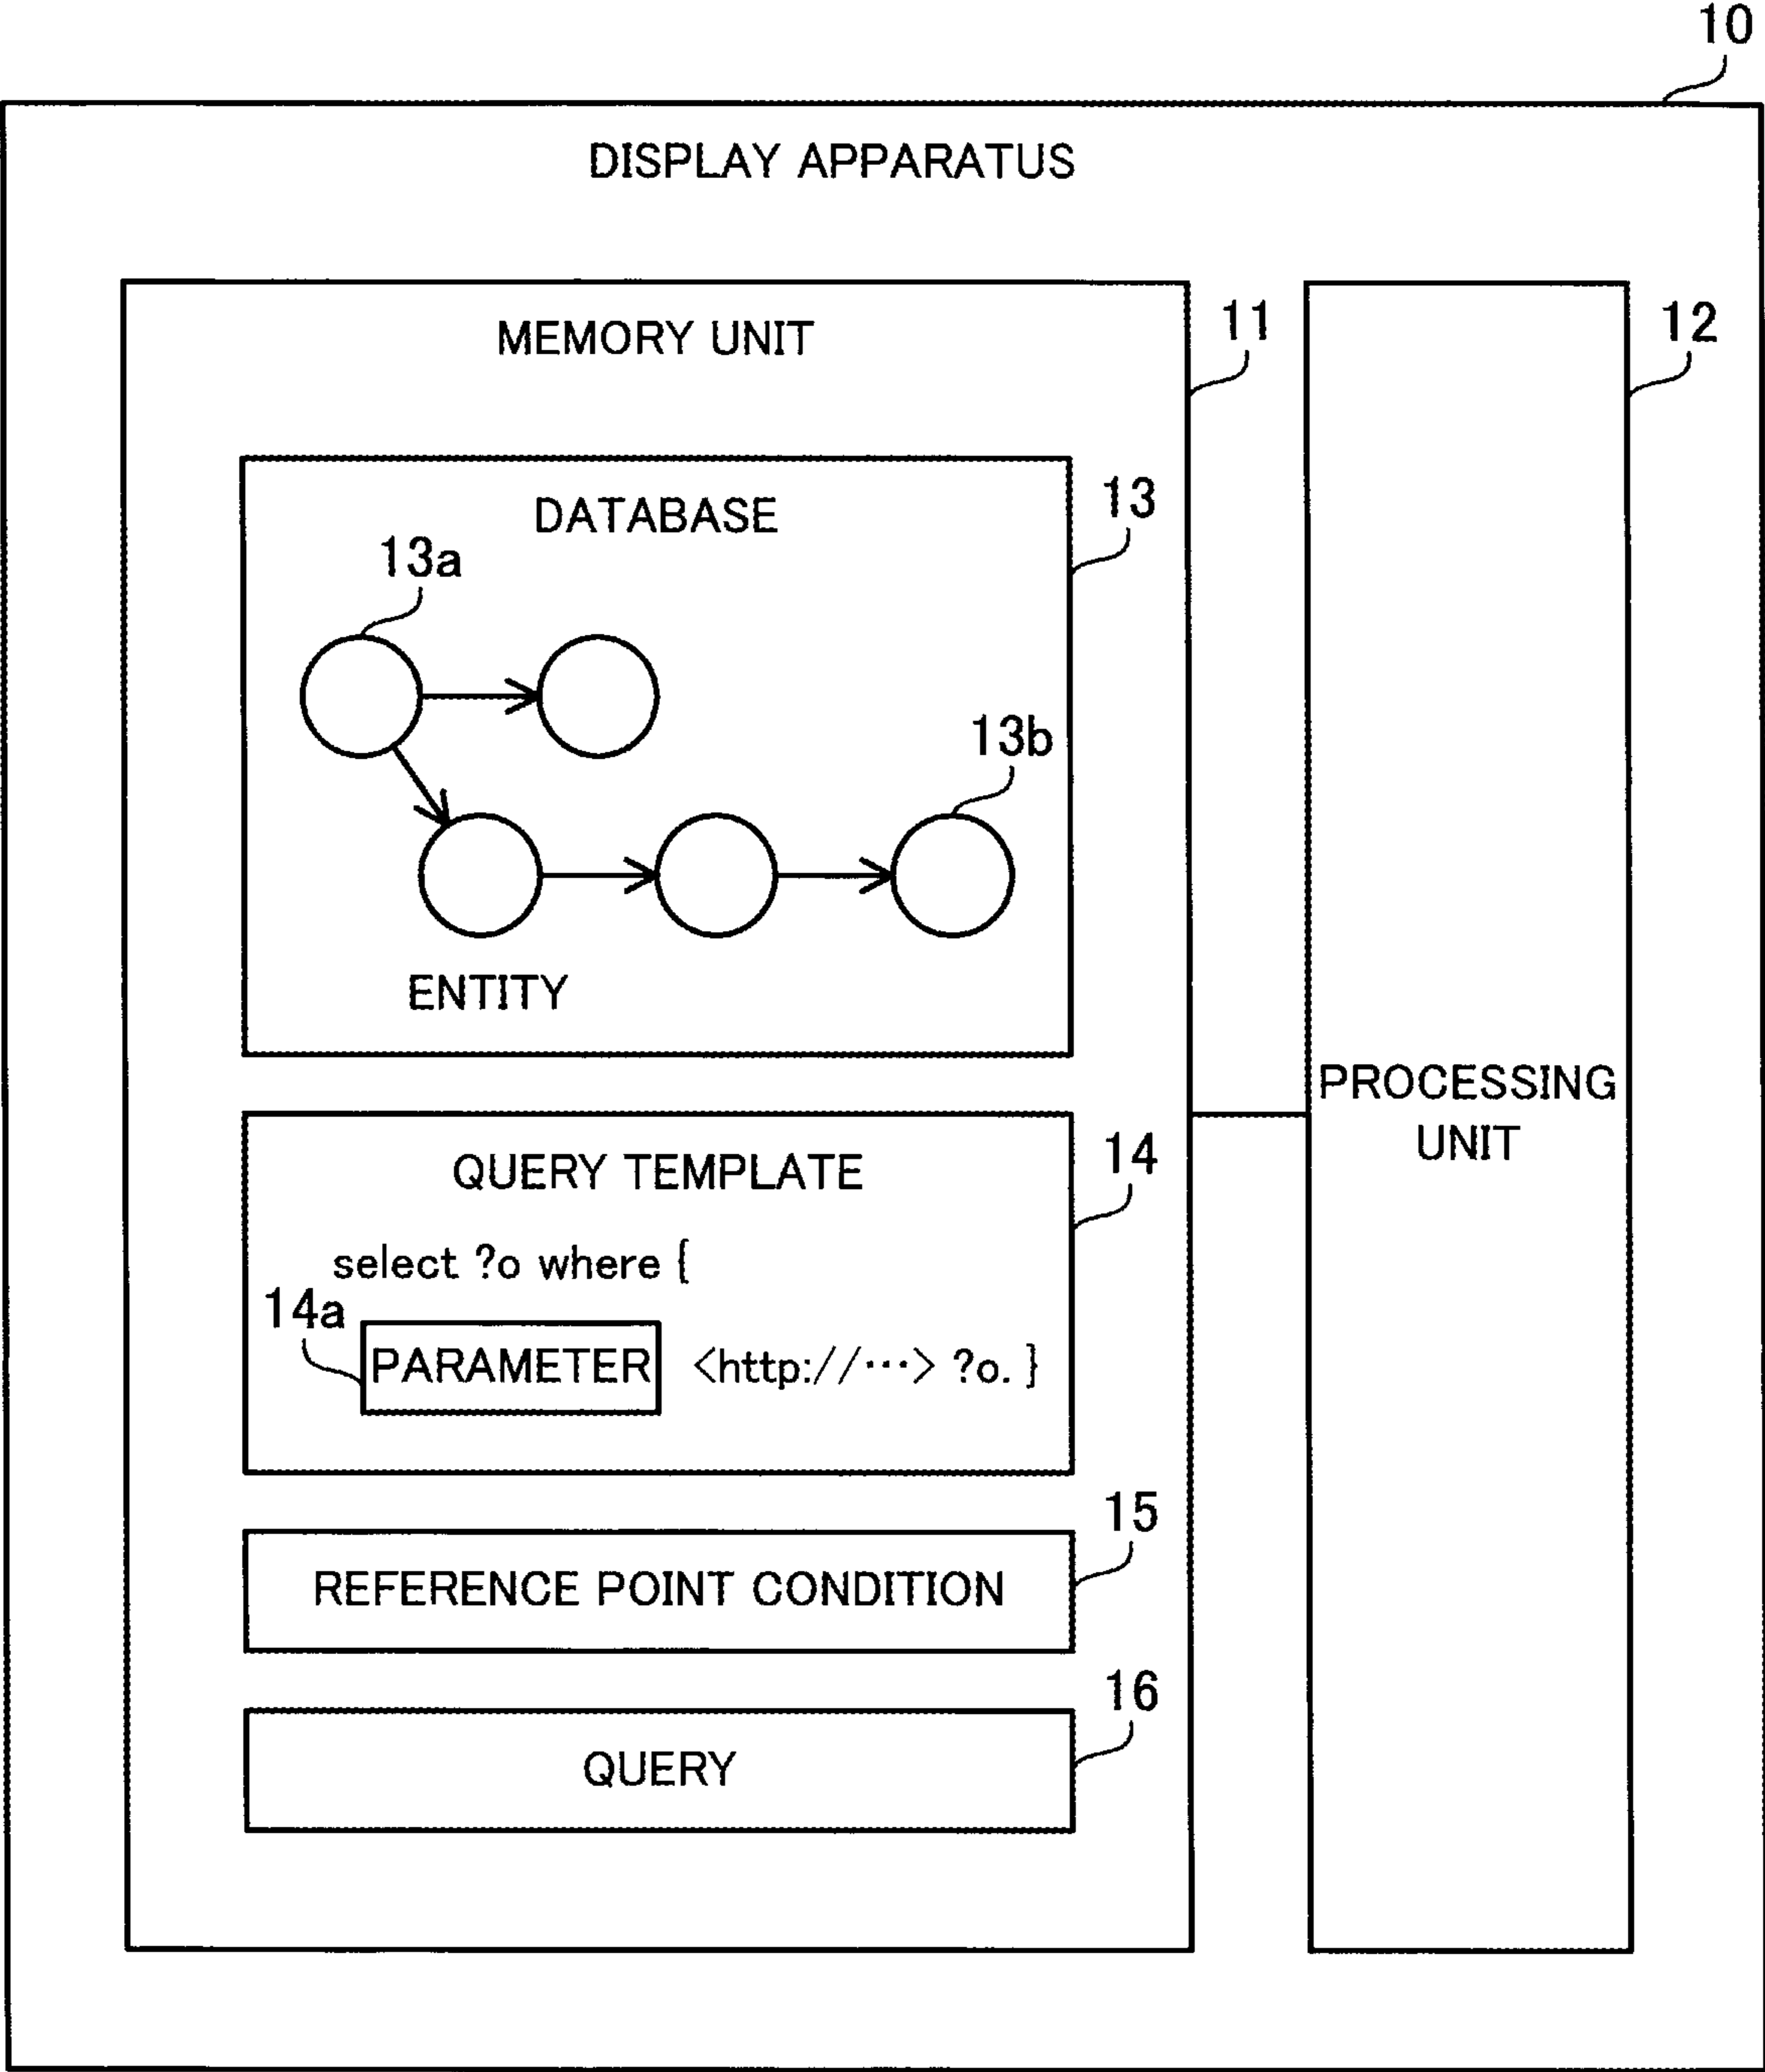 10
DISPLAY APPARATUS
MEMORY UNIT
11
12
DATABASE
13
13a
13b
ENTITY
PROCESSING
UNIT
QUERY TEMPLATE
14
select ?o where {
14a
PARAMETER <http://…> ?o. }
15
REFERENCE POINT CONDITION
16
QUERY